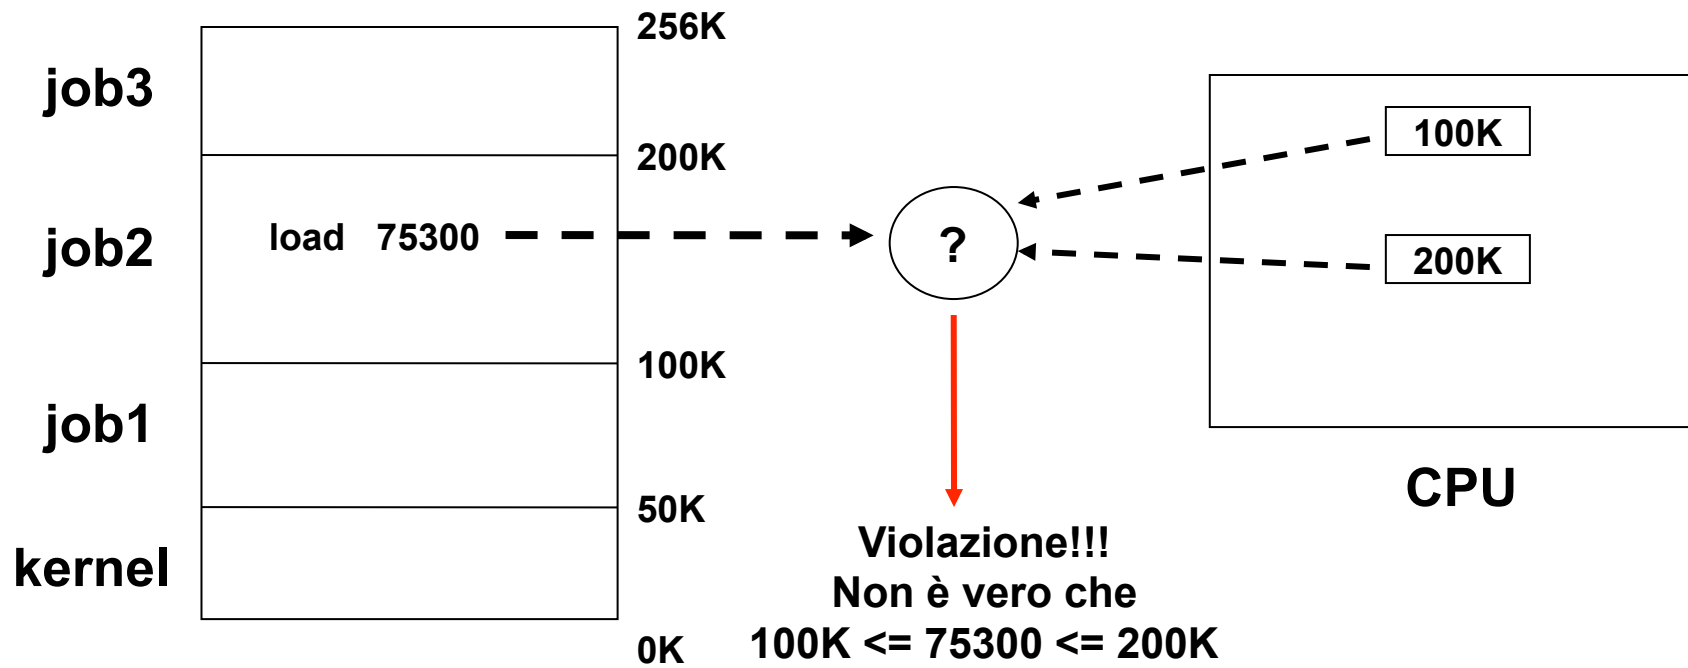 256K
job3
100K
200K
job2
load 75300
?
200K
100K
job1
CPU
50K
Violazione!!!
kernel
Non è vero che
100K <= 75300 <= 200K
0K